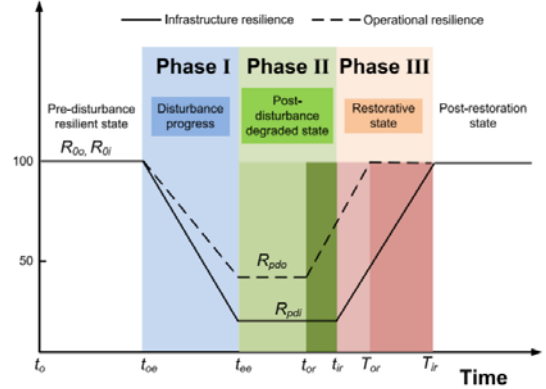 Infrastructure resilience
Operational resilience
Phase I
Phase II
Phase III
Pre-disturbance
resilient state
Disturbance
progress
Post-
disturbance
degraded state
Restorative
state
Post-restoration
state
R0o, R0i
100
50
Rpdo
Rpdi
to
toe
tee
tor
tir
Tor
Tir
Time